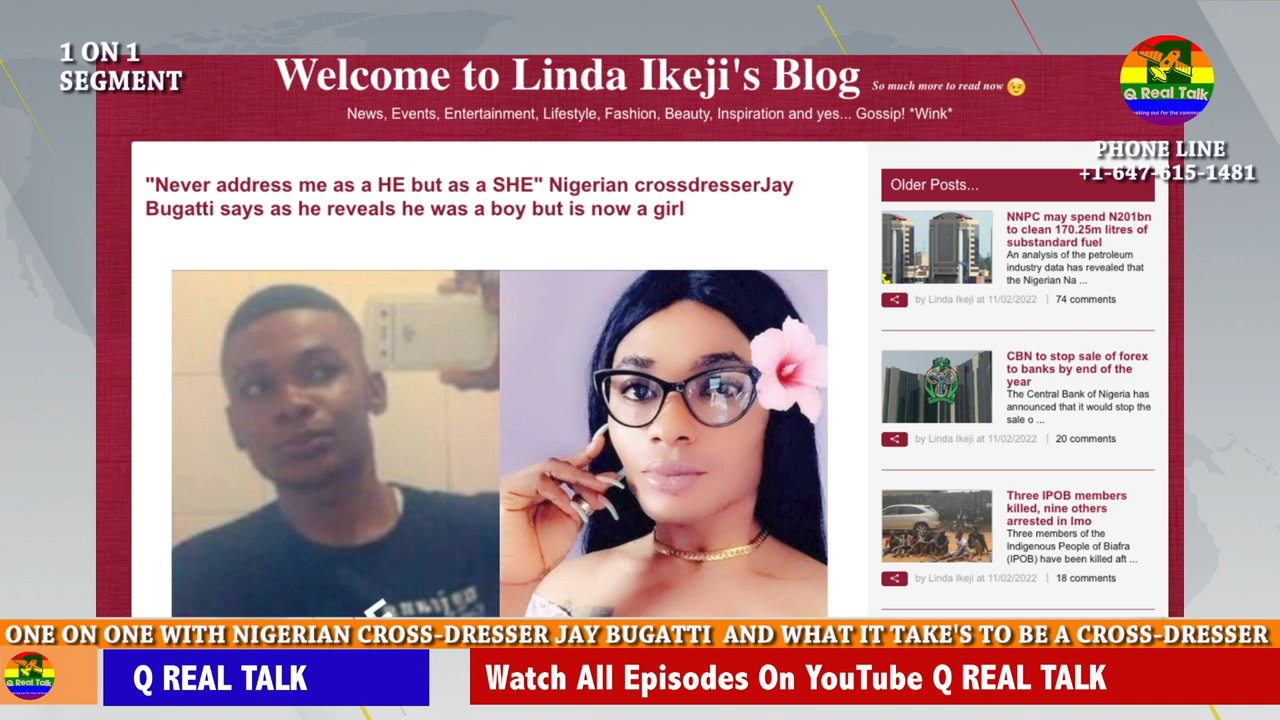 1 ON 1
SEGMENT
Welcome to Linda Ikeji's Blog
So much more to read now
News, Events, Entertainment, Lifestyle, Fashion, Beauty, Inspiration and yes... Gossip! *Wink*
Q Real Talk
PHONE LINE
+1-647-615-1481
"Never address me as a HE but as a SHE" Nigerian crossdresserJay
Bugatti says as he reveals he was a boy but is now a girl
Older Posts...
NNPC may spend N201bn
to clean 170.25m litres of
substandard fuel
An analysis of the petroleum
industry data has revealed that
the Nigerian Na ...
by Linda Ikeji at 11/02/2022 | 74 comments
CBN to stop sale of forex
to banks by end of the
year
The Central Bank of Nigeria has
announced that it would stop the
sale o ...
by Linda Ikeji at 11/02/2022 | 20 comments
Three IPOB members
killed, nine others
arrested in Imo
Three members of the
Indigenous People of Biafra
(IPOB) have been killed aft ...
by Linda Ikeji at 11/02/2022 | 18 comments
ONE ON ONE WITH NIGERIAN CROSS-DRESSER JAY BUGATTI AND WHAT IT TAKE'S TO BE A CROSS-DRESSER
Q Real Talk
Q REAL TALK
Watch All Episodes On YouTube Q REAL TALK